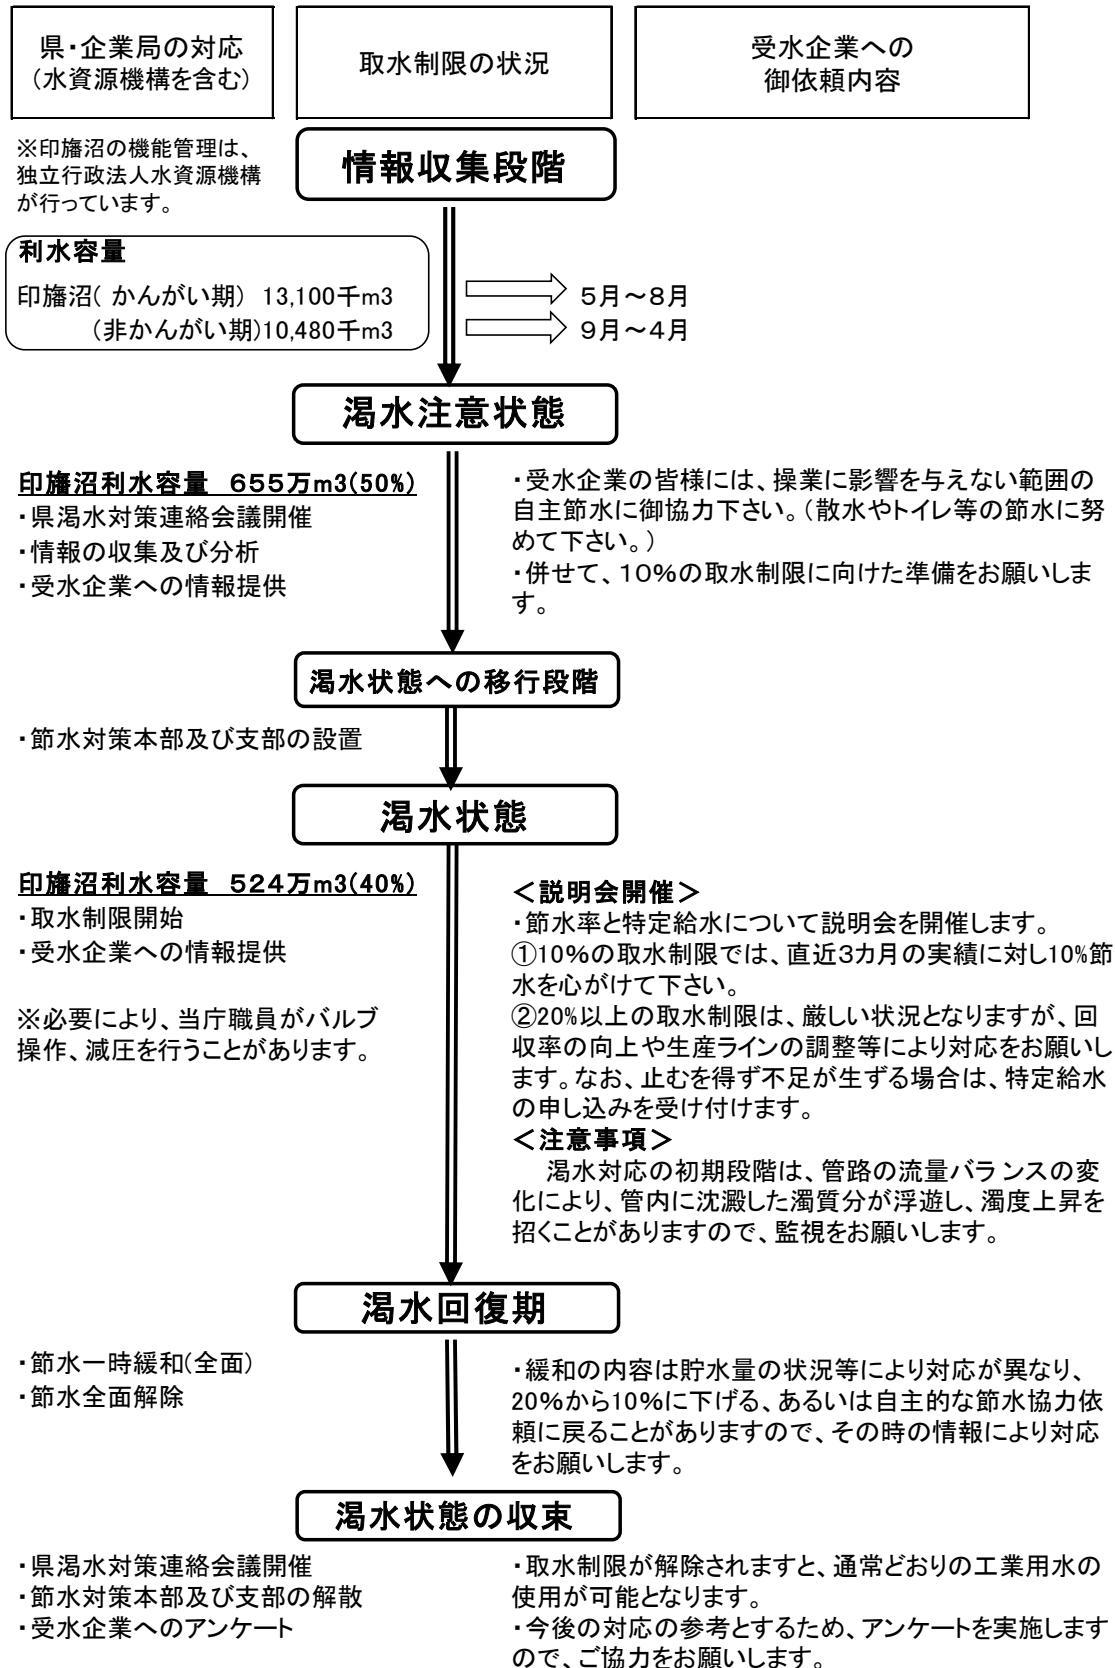 県・企業局の対応
（水資源機構を含む）
取水制限の状況
受水企業への
御依頼内容
※印旛沼の機能管理は、
独立行政法人水資源機構
が行っています。
情報収集段階
利水容量
印旛沼( かんがい期) 13,100千m3
(非かんがい期)10,480千m3
５月～８月
９月～４月
渇水注意状態
印旛沼利水容量　６５５万m3(50%)
・県渇水対策連絡会議開催
・情報の収集及び分析
・受水企業への情報提供
・受水企業の皆様には、操業に影響を与えない範囲の
自主節水に御協力下さい。（散水やトイレ等の節水に努
めて下さい。）
・併せて、１０％の取水制限に向けた準備をお願いしま
す。
渇水状態への移行段階
・節水対策本部及び支部の設置
渇水状態
印旛沼利水容量　５２４万m3(40%)
・取水制限開始
・受水企業への情報提供
※必要により、当庁職員がバルブ
操作、減圧を行うことがあります。
＜説明会開催＞
・節水率と特定給水について説明会を開催します。
①10％の取水制限では、直近３カ月の実績に対し10%節
水を心がけて下さい。
②20%以上の取水制限は、厳しい状況となりますが、回
収率の向上や生産ラインの調整等により対応をお願いし
ます。なお、止むを得ず不足が生ずる場合は、特定給水
の申し込みを受け付けます。
＜注意事項＞
渇水対応の初期段階は、管路の流量バランスの変
化により、管内に沈澱した濁質分が浮遊し、濁度上昇を
招くことがありますので、監視をお願いします。
渇水回復期
・節水一時緩和(全面)
・節水全面解除
・緩和の内容は貯水量の状況等により対応が異なり、
20％から10％に下げる、あるいは自主的な節水協力依
頼に戻ることがありますので、その時の情報により対応
をお願いします。
渇水状態の収束
・県渇水対策連絡会議開催
・節水対策本部及び支部の解散
・受水企業へのアンケート
・取水制限が解除されますと、通常どおりの工業用水の
使用が可能となります。
・今後の対応の参考とするため、アンケートを実施します
ので、ご協力をお願いします。